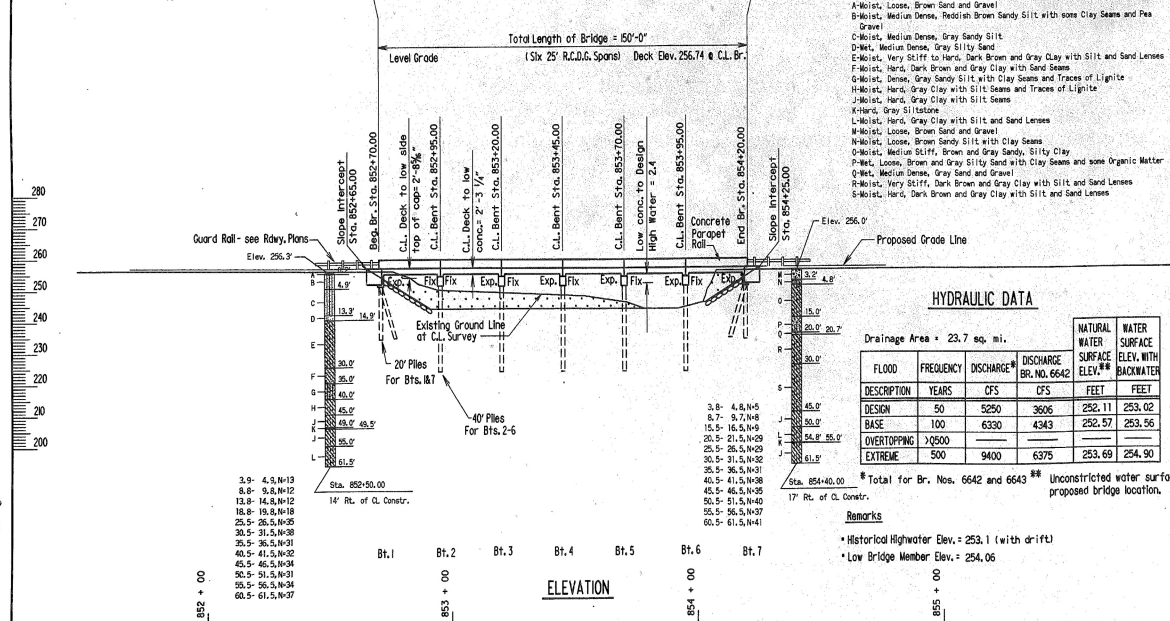 A-Moist, Loose, Brown Sand and Gravel
B-Moist, Medium Dense, Reddish Brown Sandy Silt with some Clay Seams and Pea
Gravel
C-Moist, Medium Dense, Gray Sandy Silt
D-Wet, Medium Dense, Gray Silty Sand
E-Moist, Very Stiff to Hard, Dark Brown and Gray CLay with Silt and Sand Lenses
F-Moist, Hard, Dark Brown and Gray Clay with Sand Seams
G-Moist, Dense, Gray Sandy Silt with Clay Seams and Traces of Lignite
H-Moist, Hard, Gray Clay with Silt Seams and Traces of Lignite
J-Moist, Hard, Gray Clay with Silt Seams
K-Hard, Gray Siltstone
L-Moist, Hard, Gray Clay with Silt and Sand Lenses
M-Moist, Loose, Brown Sand and Gravel
N-Moist, Loose, Brown Sandy Silt with Clay Seams
O-Moist, Medium Stiff, Brown and Gray Sandy, Silty Clay
P-Wet, Loose, Brown and Gray Silty Sand with Clay Seams and some Organic Matter
Q-Wet, Medium Dense, Gray Sand and Gravel
R-Moist, Very Stiff, Dark Brown and Gray Clay with Silt and Sand Lenses
S-Moist, Hard, Dark Brown and Gray Clay with Silt and Sand Lenses
Total Length of Bridge = 150'-0"
Level Grade
(Six 25' R.C.D.G. Spans) Deck Elev. 256.74 @ C.L. Br.
Slope Intercept
Sta. 852+65.00
Beg. Br. Sta. 852+70.00
C.L. Deck to low side
top of cap= 2'-8⅝"
C.L. Bent Sta. 852+95.00
C.L. Deck to low
conc.= 2'-3 ¼"
C.L. Bent Sta. 853+20.00
C.L. Bent Sta. 853+45.00
C.L. Bent Sta. 853+70.00
Low conc. to Design
High Water = 2.4
C.L. Bent Sta. 853+95.00
Concrete
Parapet
Rail
End Br. Sta. 854+20.00
Slope Intercept
Sta. 854+25.00
Elev. 256.0'
Proposed Grade Line
Guard Rail - see Rdwy. Plans
Elev. 256.3'
280
270
260
250
240
230
220
210
200
A
B
C
D
E
F
G
H
J
K
J
L
4.9'
13.3'
14.9'
30.0'
35.0'
40.0'
45.0'
49.0' 49.5'
55.0'
61.5'
Exp. Exp. Fix Exp. Fix Exp. Fix Exp. Fix Exp. Fix Exp.
Existing Ground Line
at C.L. Survey
20' Piles
For Bts. 1&7
40' Piles
For Bts. 2-6
M
N
O
P
Q
R
S
J
L
K
J
3.2'
4.8'
15.0'
20.0' 20.7'
30.0'
45.0'
50.0'
54.8' 55.0'
61.5'
Sta. 852+50.00
14' Rt. of CL Constr.
3.9- 4.9,N=13
8.8- 9.8,N=12
13.8- 14.8,N=12
18.8- 19.8,N=18
25.5- 26.5,N=35
30.5- 31.5,N=38
35.5- 36.5,N=31
40.5- 41.5,N=32
45.5- 46.5,N=34
50.5- 51.5,N=31
55.5- 56.5,N=34
60.5- 61.5,N=37
3.8- 4.8,N=5
8.7- 9.7,N=8
15.5- 16.5,N=9
20.5- 21.5,N=29
25.5- 26.5,N=29
30.5- 31.5,N=32
35.5- 36.5,N=31
40.5- 41.5,N=38
45.5- 46.5,N=35
50.5- 51.5,N=40
55.5- 56.5,N=37
60.5- 61.5,N=41
Sta. 854+40.00
17' Rt. of CL Constr.
HYDRAULIC DATA
Drainage Area = 23.7 sq. mi.
FLOOD FREQUENCY DISCHARGE* DISCHARGE BR. NO. 6642 NATURAL WATER SURFACE ELEV.** WATER SURFACE ELEV. WITH BACKWATER
DESCRIPTION YEARS CFS CFS FEET FEET
DESIGN 50 5250 3606 252.11 253.02
BASE 100 6330 4343 252.57 253.56
OVERTOPPING >Q500
EXTREME 500 9400 6375 253.69 254.90
* Total for Br. Nos. 6642 and 6643 ** Unconstricted water surfa
proposed bridge location.
Remarks
• Historical Highwater Elev. = 253.1 (with drift)
• Low Bridge Member Elev. = 254.06
Bt. 1 Bt. 2 Bt. 3 Bt. 4 Bt. 5 Bt. 6 Bt. 7
ELEVATION
852 + 00
853 + 00
854 + 00
855 + 00